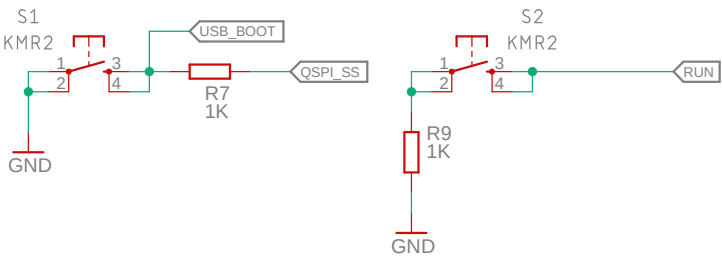 S1
KMR2
1
2
3
4
USB_BOOT
R7
1K
QSPI_SS
GND
S2
KMR2
1
2
3
4
RUN
R9
1K
GND